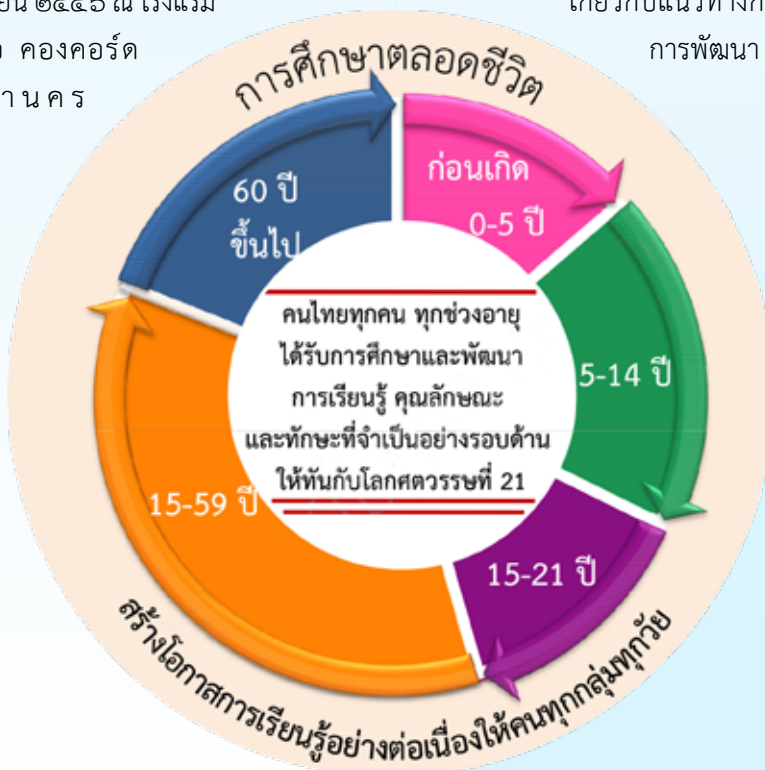 ๒๕๕๖ ณ โรงแรม
คองคอร์ด
า น ค ร
การพัฒนา
การศึกษาตลอดชีวิต
ก่อนเกิด
0-5 ปี
5-14 ปี
15-21 ปี
15-59 ปี
60 ปี
ขึ้นไป
คนไทยทุกคน ทุกช่วงอายุ
ได้รับการศึกษาและพัฒนา
การเรียนรู้ คุณลักษณะ
และทักษะที่จำเป็นอย่างรอบด้าน
ให้ทันกับโลกศตวรรษที่ 21
สร้างโอกาสการเรียนรู้อย่างต่อเนื่องให้คนทุกกลุ่มทุกวัย